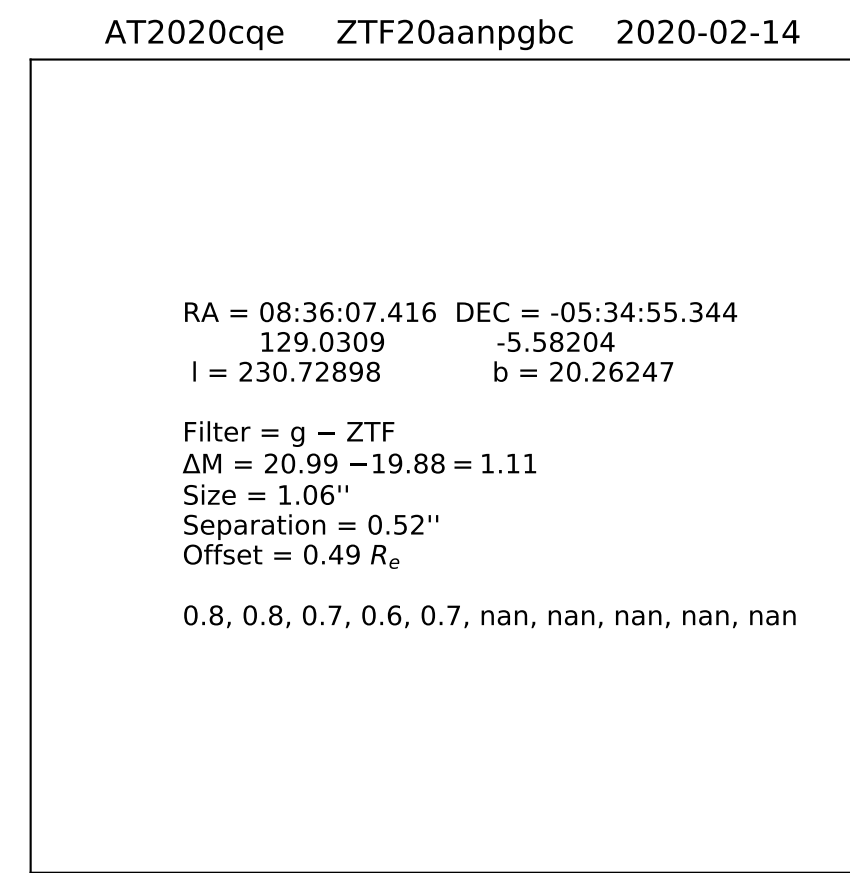 AT2020cqe ZTF20aanpgbc 2020-02-14
RA = 08:36:07.416 DEC = -05:34:55.344
129.0309 -5.58204
l = 230.72898 b = 20.26247
Filter = g − ZTF
ΔM = 20.99 −19.88 = 1.11
Size = 1.06''
Separation = 0.52''
Offset = 0.49 Rₑ
0.8, 0.8, 0.7, 0.6, 0.7, nan, nan, nan, nan, nan